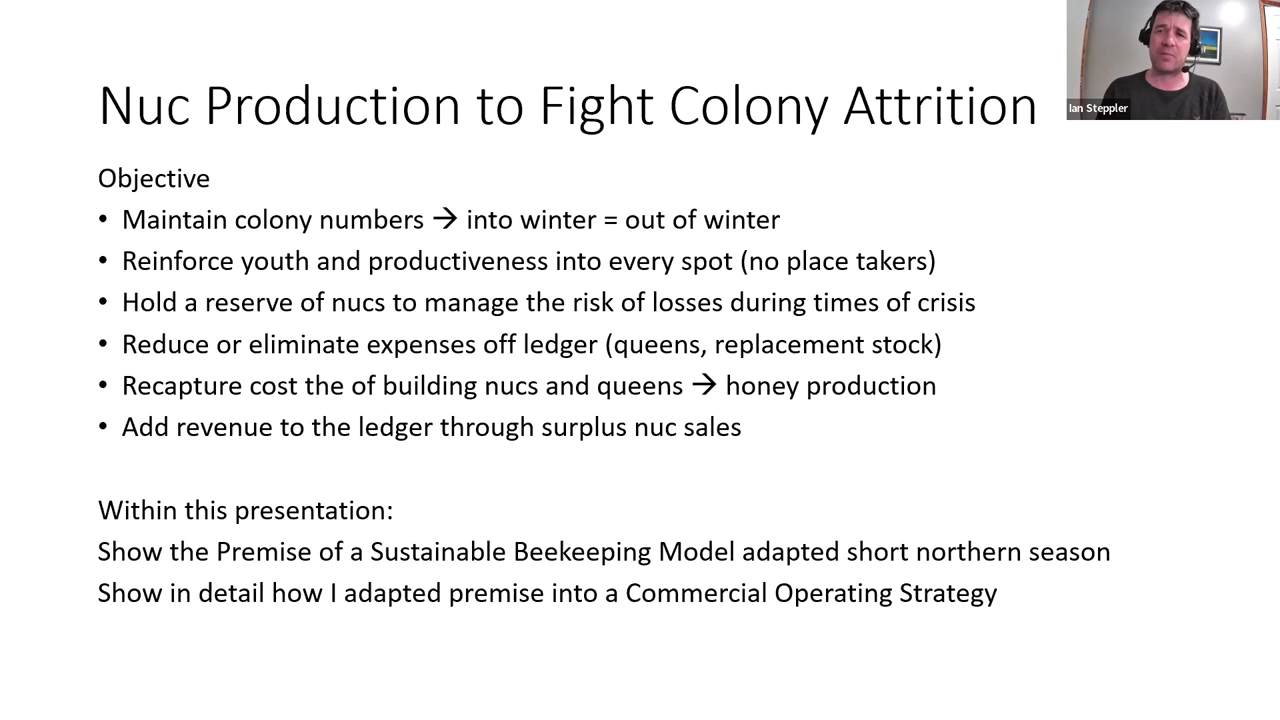 Nuc Production to Fight Colony Attrition
Ian Steppler
Objective
• Maintain colony numbers → into winter = out of winter
• Reinforce youth and productiveness into every spot (no place takers)
• Hold a reserve of nucs to manage the risk of losses during times of crisis
• Reduce or eliminate expenses off ledger (queens, replacement stock)
• Recapture cost the of building nucs and queens → honey production
• Add revenue to the ledger through surplus nuc sales
Within this presentation:
Show the Premise of a Sustainable Beekeeping Model adapted short northern season
Show in detail how I adapted premise into a Commercial Operating Strategy